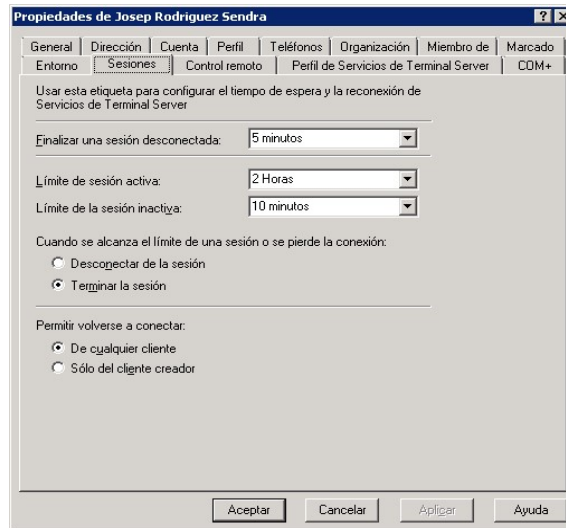 Propiedades de Josep Rodriguez Sendra
General Dirección Cuenta Perfil Teléfonos Organización Miembro de Marcado
Entorno Sesiones Control remoto Perfil de Servicios de Terminal Server COM+
Usar esta etiqueta para configurar el tiempo de espera y la reconexión de
Servicios de Terminal Server
Finalizar una sesión desconectada: 5 minutos
Límite de sesión activa: 2 Horas
Límite de la sesión inactiva: 10 minutos
Cuando se alcanza el límite de una sesión o se pierde la conexión:
Desconectar de la sesión
Terminar la sesión
Permitir volverse a conectar:
De cualquier cliente
Sólo del cliente creador
Aceptar Cancelar Aplicar Ayuda